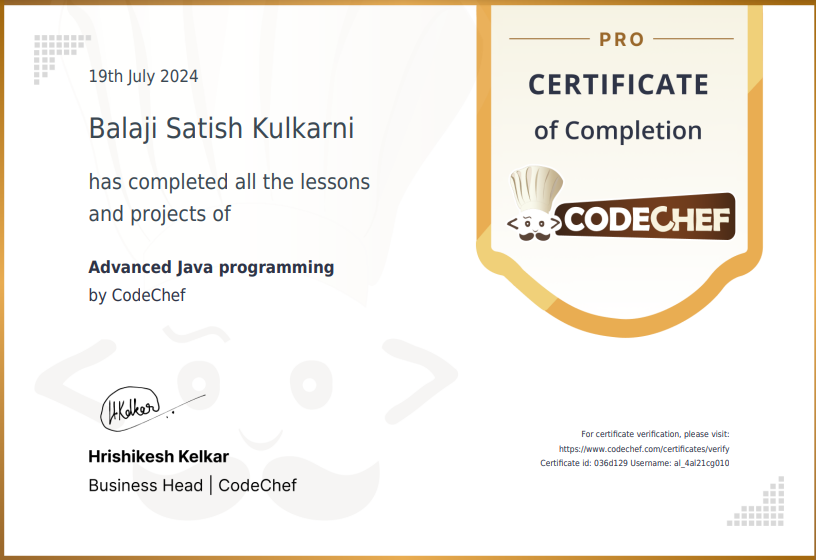 19th July 2024
Balaji Satish Kulkarni
has completed all the lessons
and projects of
Advanced Java programming
by CodeChef
HKelkar
Hrishikesh Kelkar
Business Head | CodeChef
PRO
CERTIFICATE
of Completion
CODECHEF
For certificate verification, please visit:
https://www.codechef.com/certificates/verify
Certificate id: 036d129 Username: al_4al21cg010